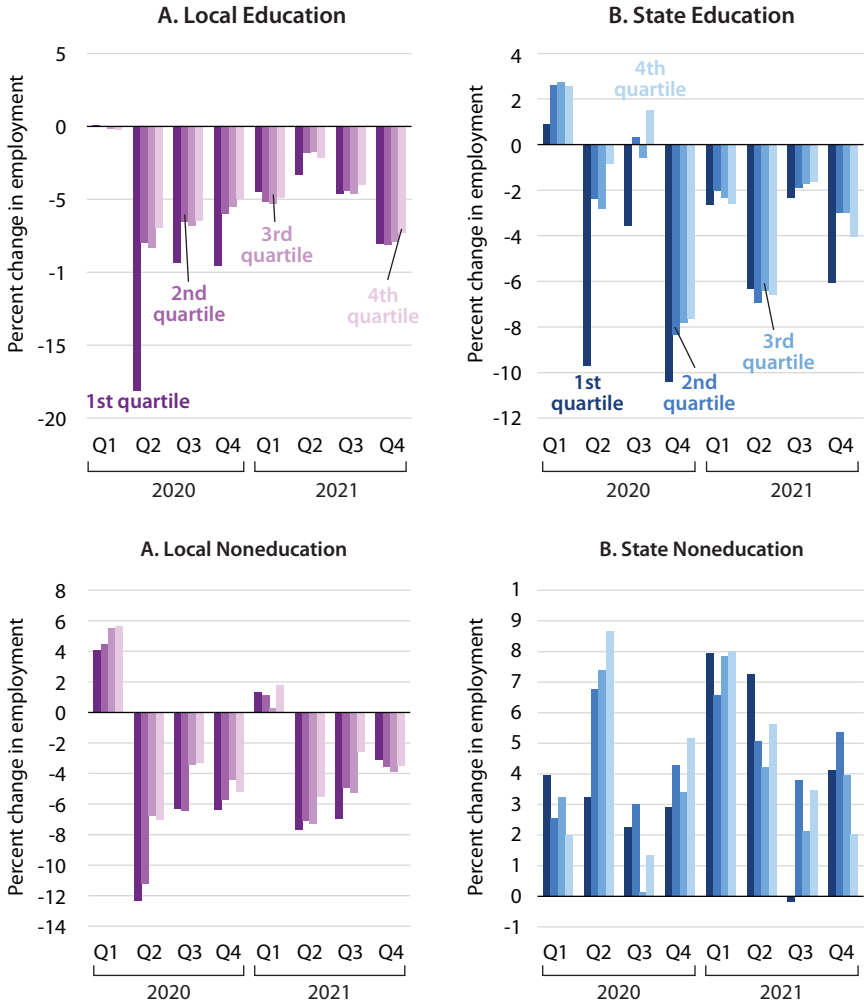 A. Local Education
Percent change in employment
5
0
-5
-1
-15
-20
1st quartile
2nd
quartile
3rd
quartile
4th
quartile
Q1 Q2 Q3 Q4 Q1 Q2 Q3 Q4
2020 2021
B. State Education
Percent change in employment
4
2
0
-2
-4
-6
-8
-10
-12
4th
quartile
1st
quartile
2nd
quartile
3rd
quartile
Q1 Q2 Q3 Q4 Q1 Q2 Q3 Q4
2020 2021
A. Local Noneducation
Percent change in employment
8
6
4
2
0
-2
-4
-6
-8
-10
-12
-14
Q1 Q2 Q3 Q4 Q1 Q2 Q3 Q4
2020 2021
B. State Noneducation
Percent change in employment
1
9
8
7
6
5
4
3
2
1
0
-1
Q1 Q2 Q3 Q4 Q1 Q2 Q3 Q4
2020 2021